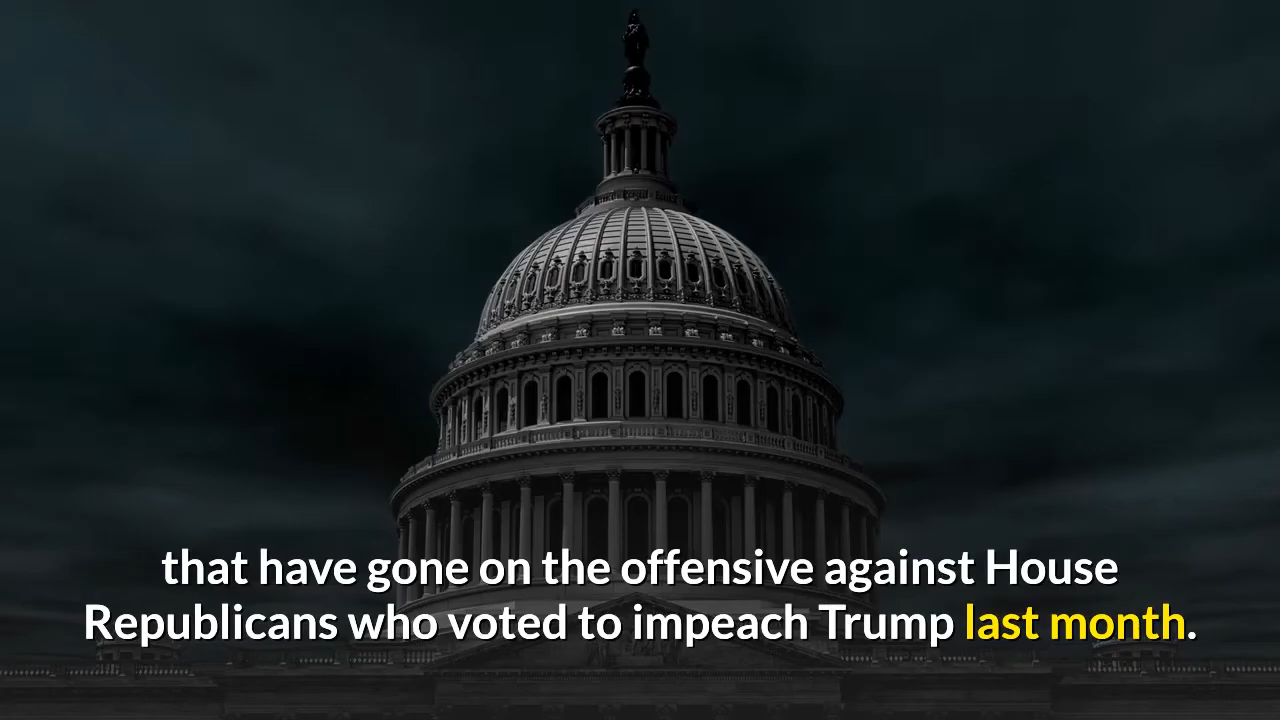 that have gone on the offensive against House
Republicans who voted to impeach Trump last month.